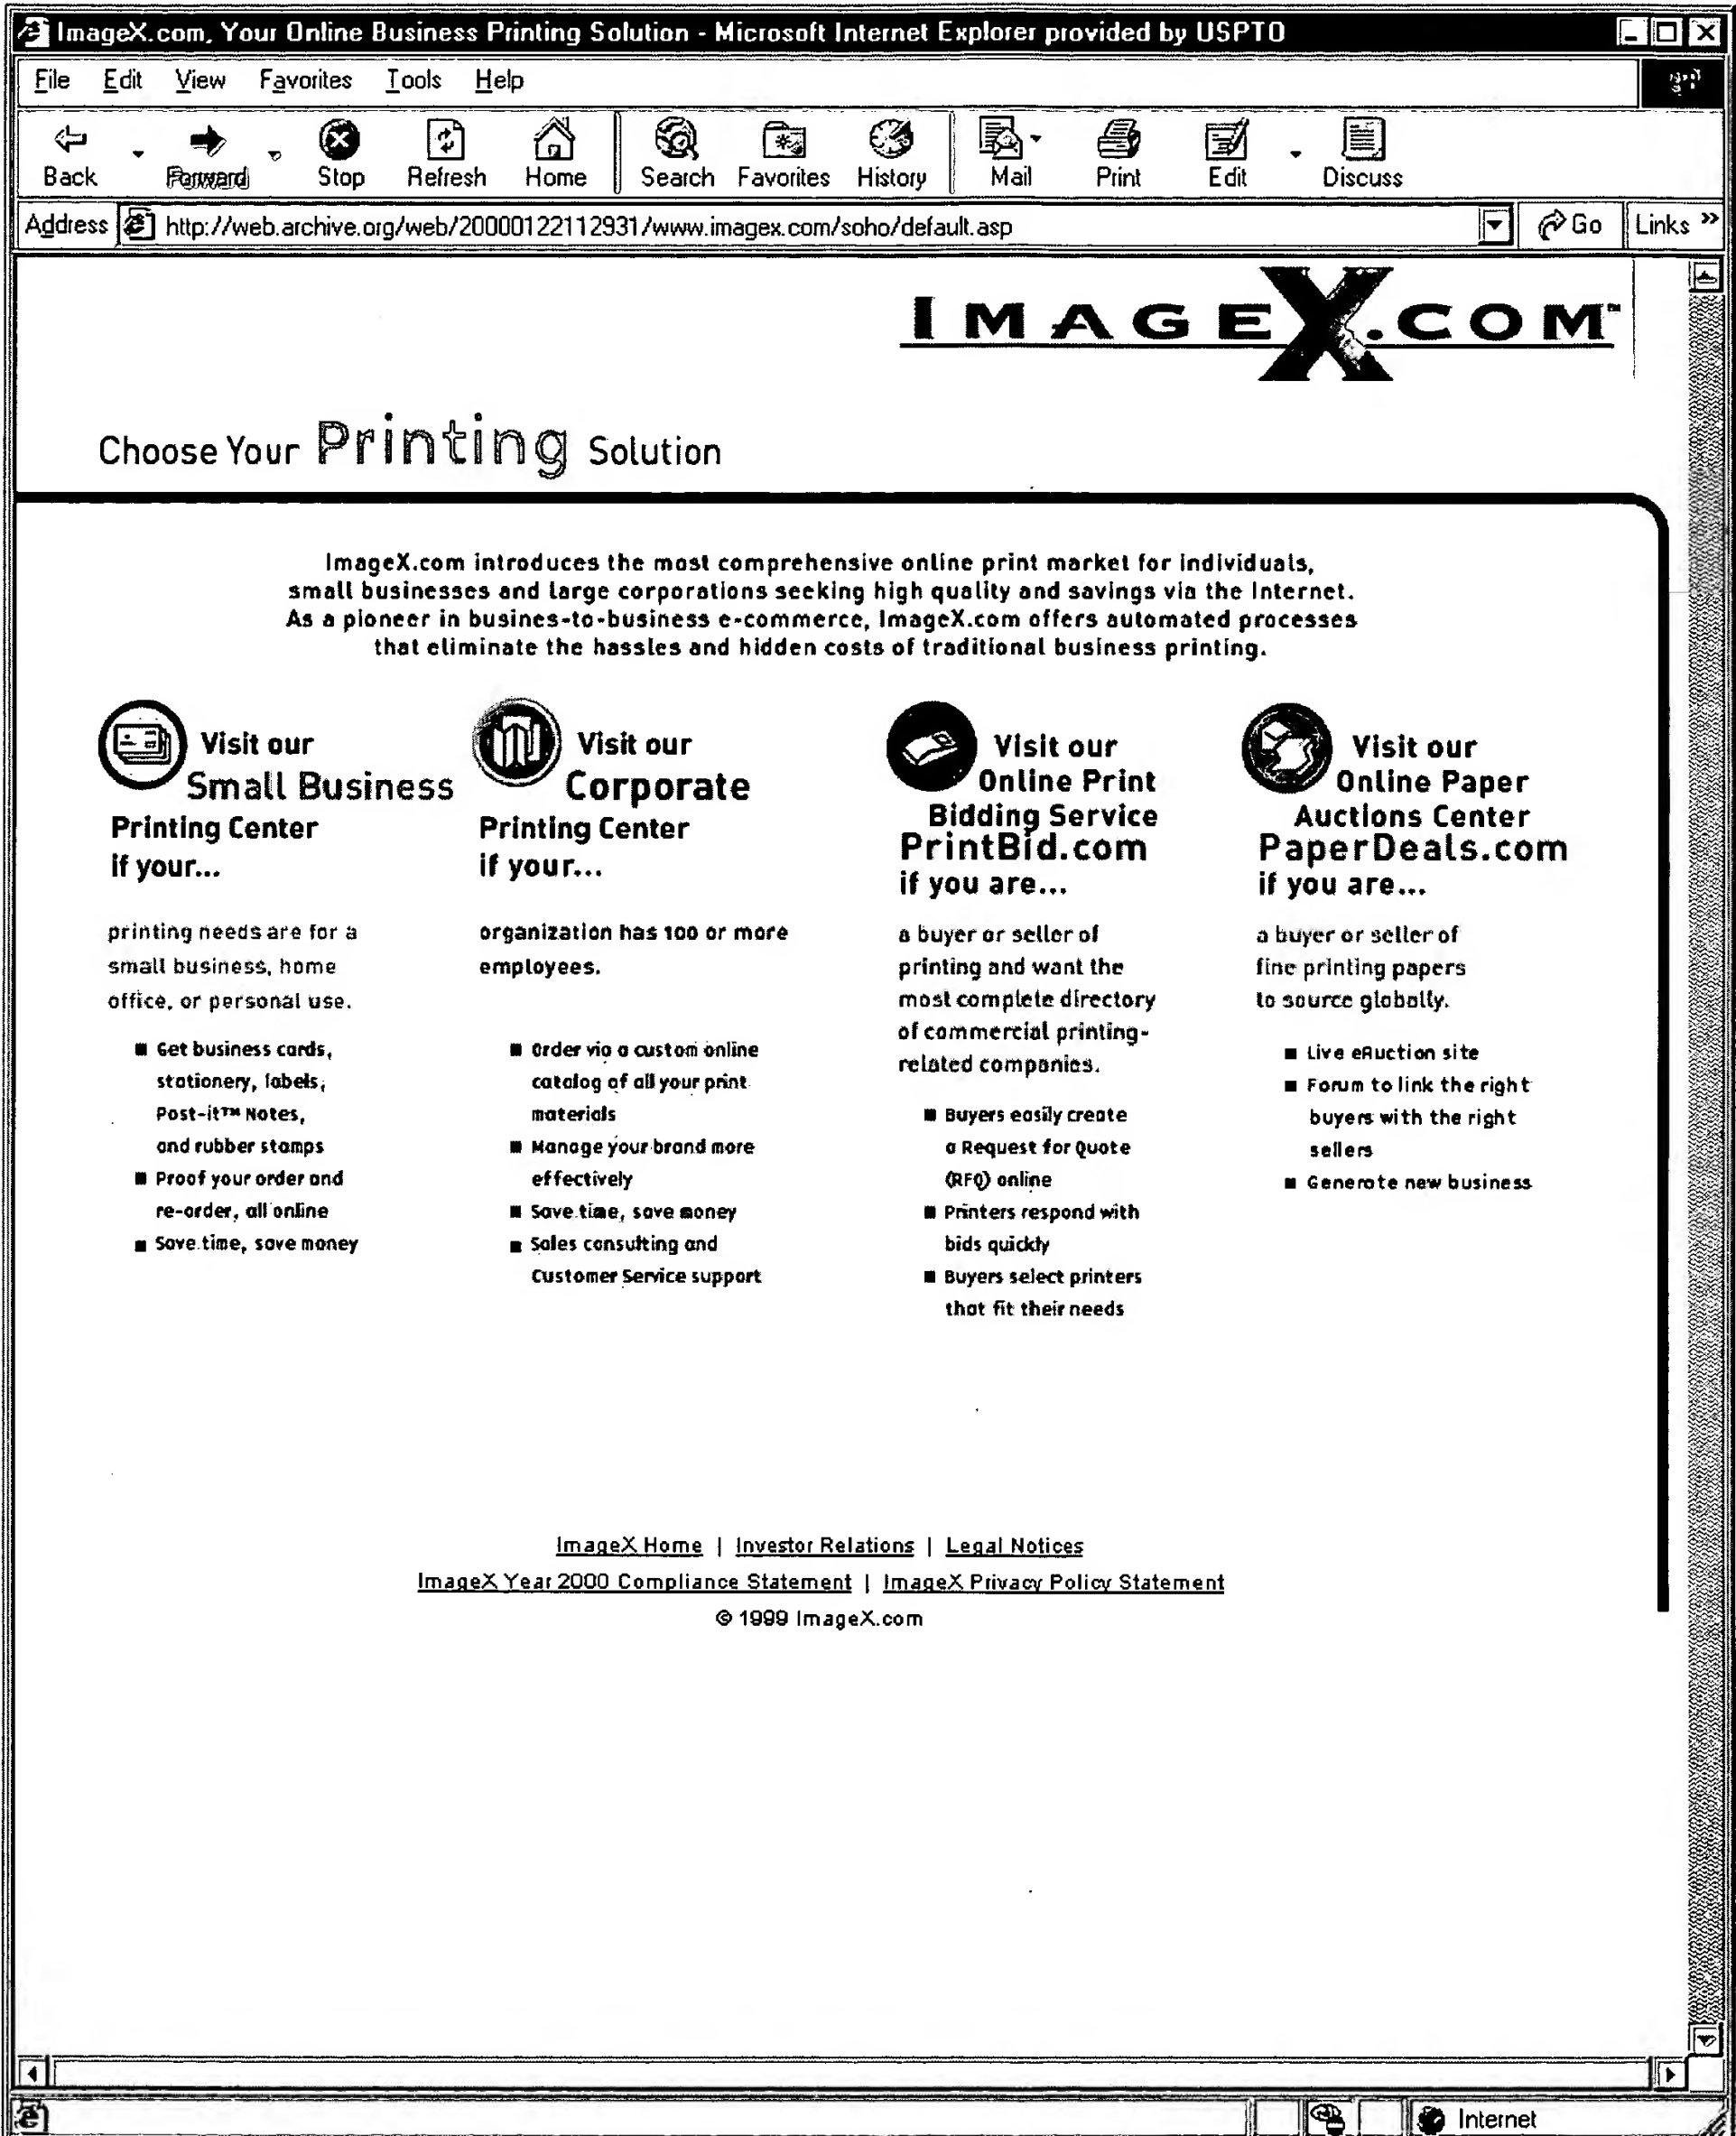 ImageX.com, Your Online Business Printing Solution - Microsoft Internet Explorer provided by USPTO
File Edit View Favorites Tools Help
Back Forward Stop Refresh Home Search Favorites History Mail Print Edit Discuss
Address http://web.archive.org/web/20000122112931/www.imagex.com/soho/default.asp Go Links »
IMAGEX.COM™
Choose Your Printing Solution
ImageX.com introduces the most comprehensive online print market for individuals,
small businesses and large corporations seeking high quality and savings via the Internet.
As a pioneer in busines-to-business e-commerce, ImageX.com offers automated processes
that eliminate the hassles and hidden costs of traditional business printing.
Visit our
Small Business
Printing Center
if your...
printing needs are for a
small business, home
office, or personal use.
■ Get business cards,
stationery, labels,
Post-it™ Notes,
and rubber stamps
■ Proof your order and
re-order, all online
■ Save time, save money
Visit our
Corporate
Printing Center
if your...
organization has 100 or more
employees.
■ Order via a custom online
catalog of all your print
materials
■ Manage your brand more
effectively
■ Save time, save money
■ Sales consulting and
Customer Service support
Visit our
Online Print
Bidding Service
PrintBid.com
if you are...
a buyer or seller of
printing and want the
most complete directory
of commercial printing-
related companies.
■ Buyers easily create
a Request for Quote
(RFQ) online
■ Printers respond with
bids quickly
■ Buyers select printers
that fit their needs
Visit our
Online Paper
Auctions Center
PaperDeals.com
if you are...
a buyer or seller of
fine printing papers
to source globally.
■ Live eAuction site
■ Forum to link the right
buyers with the right
sellers
■ Generate new business
ImageX Home | Investor Relations | Legal Notices
ImageX Year 2000 Compliance Statement | ImageX Privacy Policy Statement
© 1999 ImageX.com
Internet